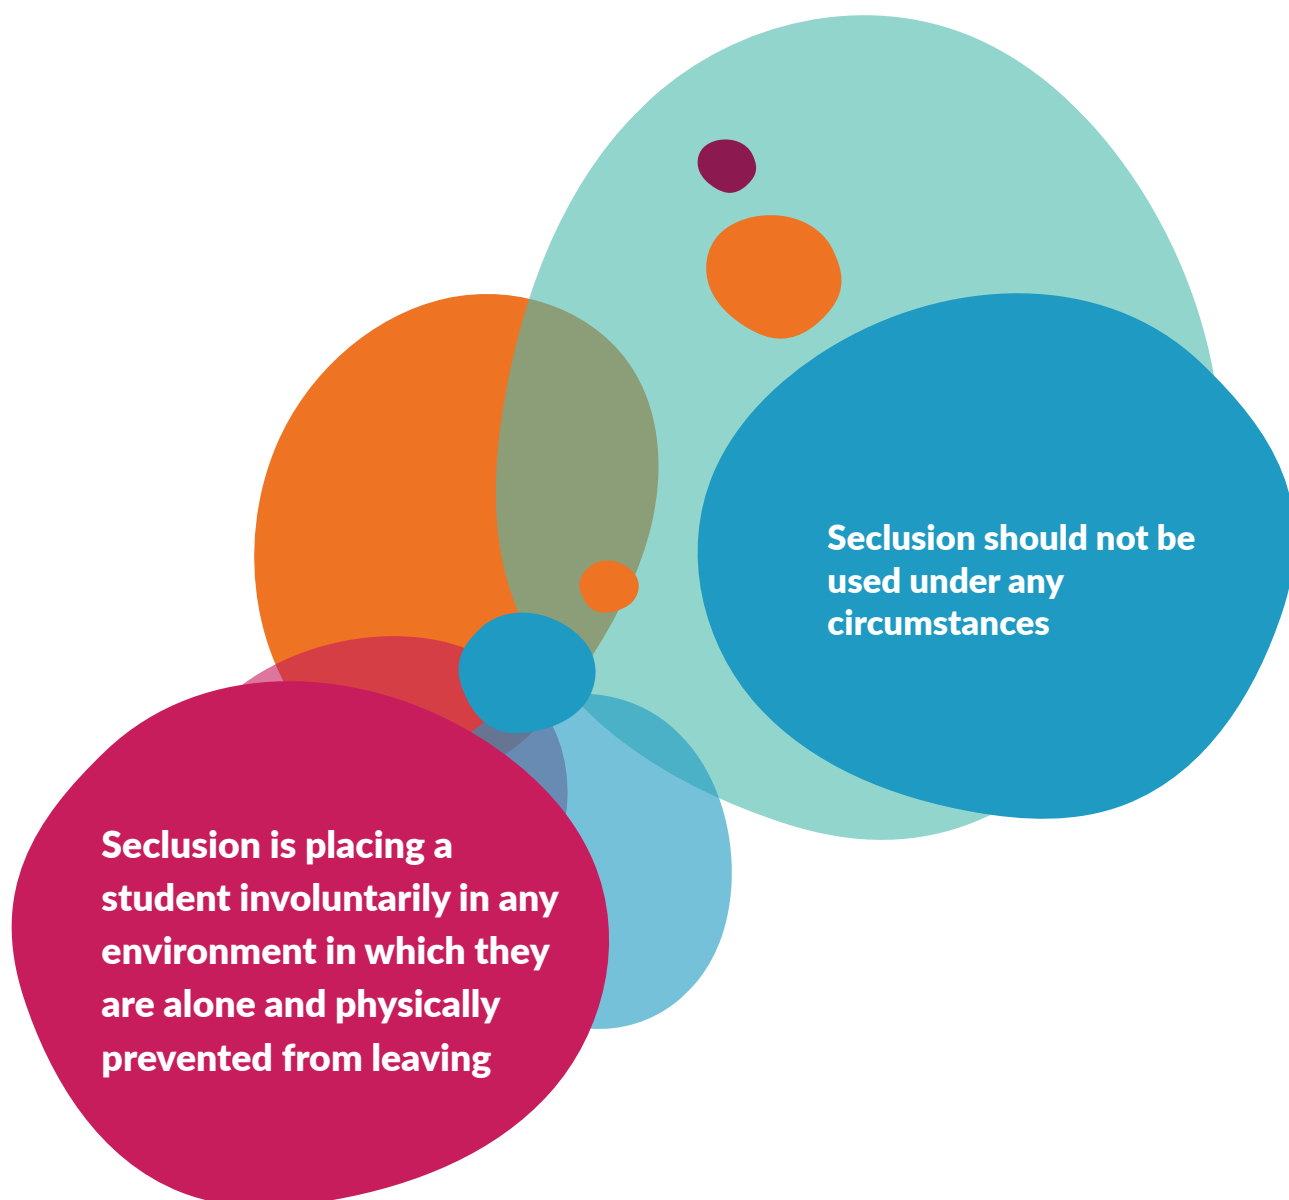 Seclusion should not be
used under any
circumstances
Seclusion is placing a
student involuntarily in any
environment in which they
are alone and physically
prevented from leaving